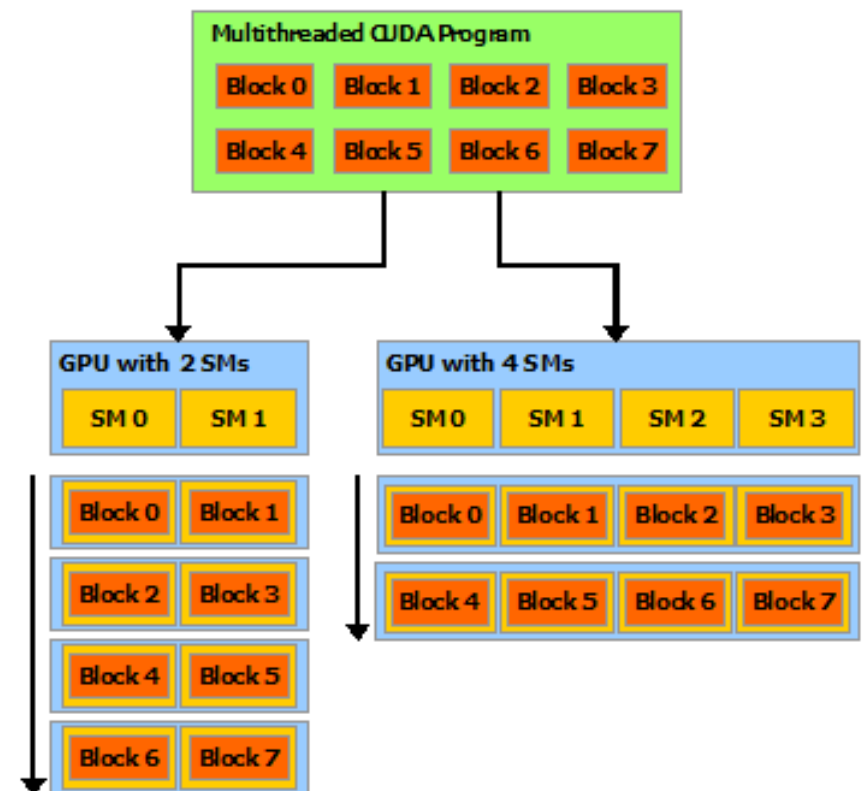 Multithreaded CUDA Program
Block 0 Block 1 Block 2 Block 3
Block 4 Block 5 Block 6 Block 7
GPU with 2 SMs
SM 0 SM 1
Block 0 Block 1
Block 2 Block 3
Block 4 Block 5
Block 6 Block 7
GPU with 4 SMs
SM 0 SM 1 SM 2 SM 3
Block 0 Block 1 Block 2 Block 3
Block 4 Block 5 Block 6 Block 7